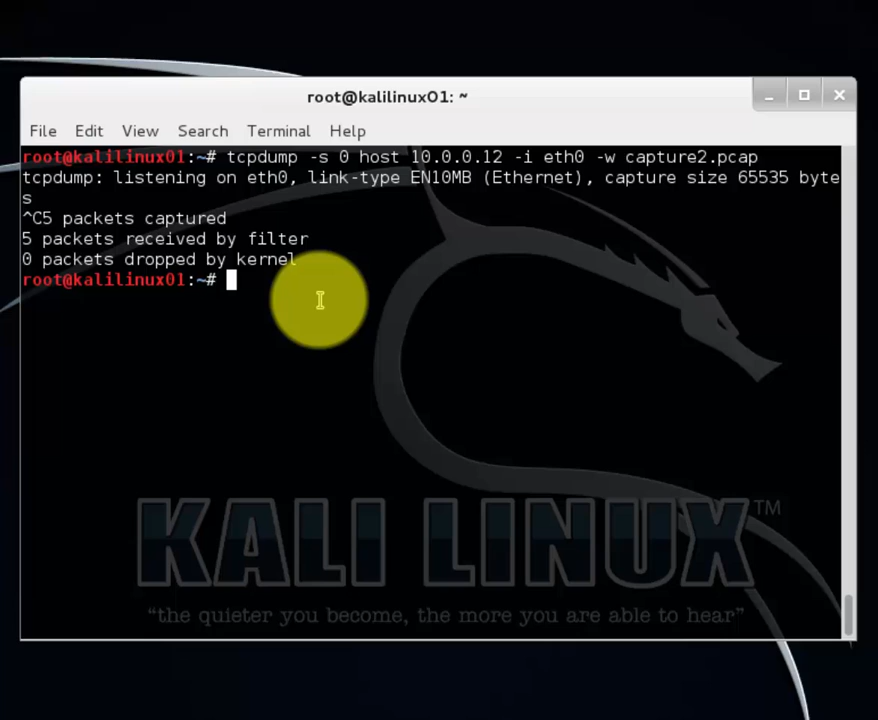 root@kalilinux01: ~
File Edit View Search Terminal Help
root@kalilinux01:~# tcpdump -s 0 host 10.0.0.12 -i eth0 -w capture2.pcap
tcpdump: listening on eth0, link-type EN10MB (Ethernet), capture size 65535 byte
s
^C5 packets captured
5 packets received by filter
0 packets dropped by kernel
root@kalilinux01:~#
KALI LINUX™
“the quieter you become, the more you are able to hear”